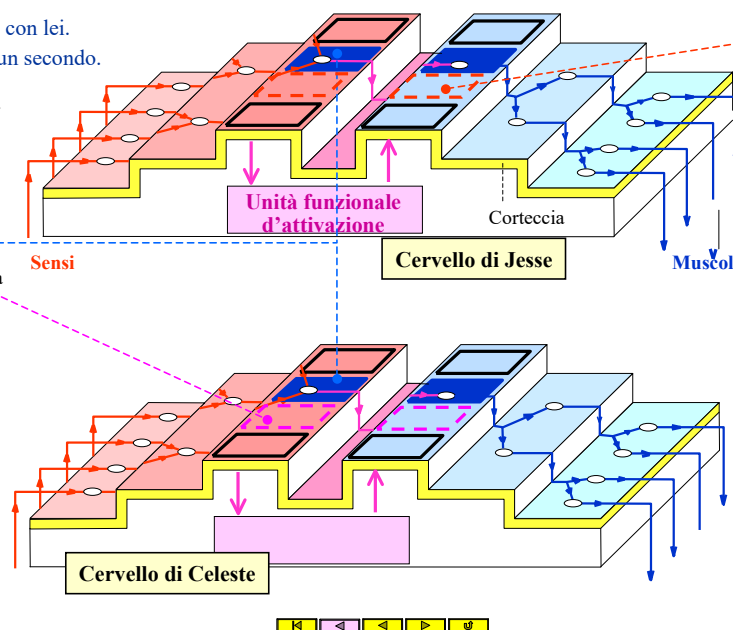 con lei.
un secondo.
Unità funzionale
d'attivazione
Corteccia
Cervello di Jesse
Sensi
Muscol
a
Cervello di Celeste